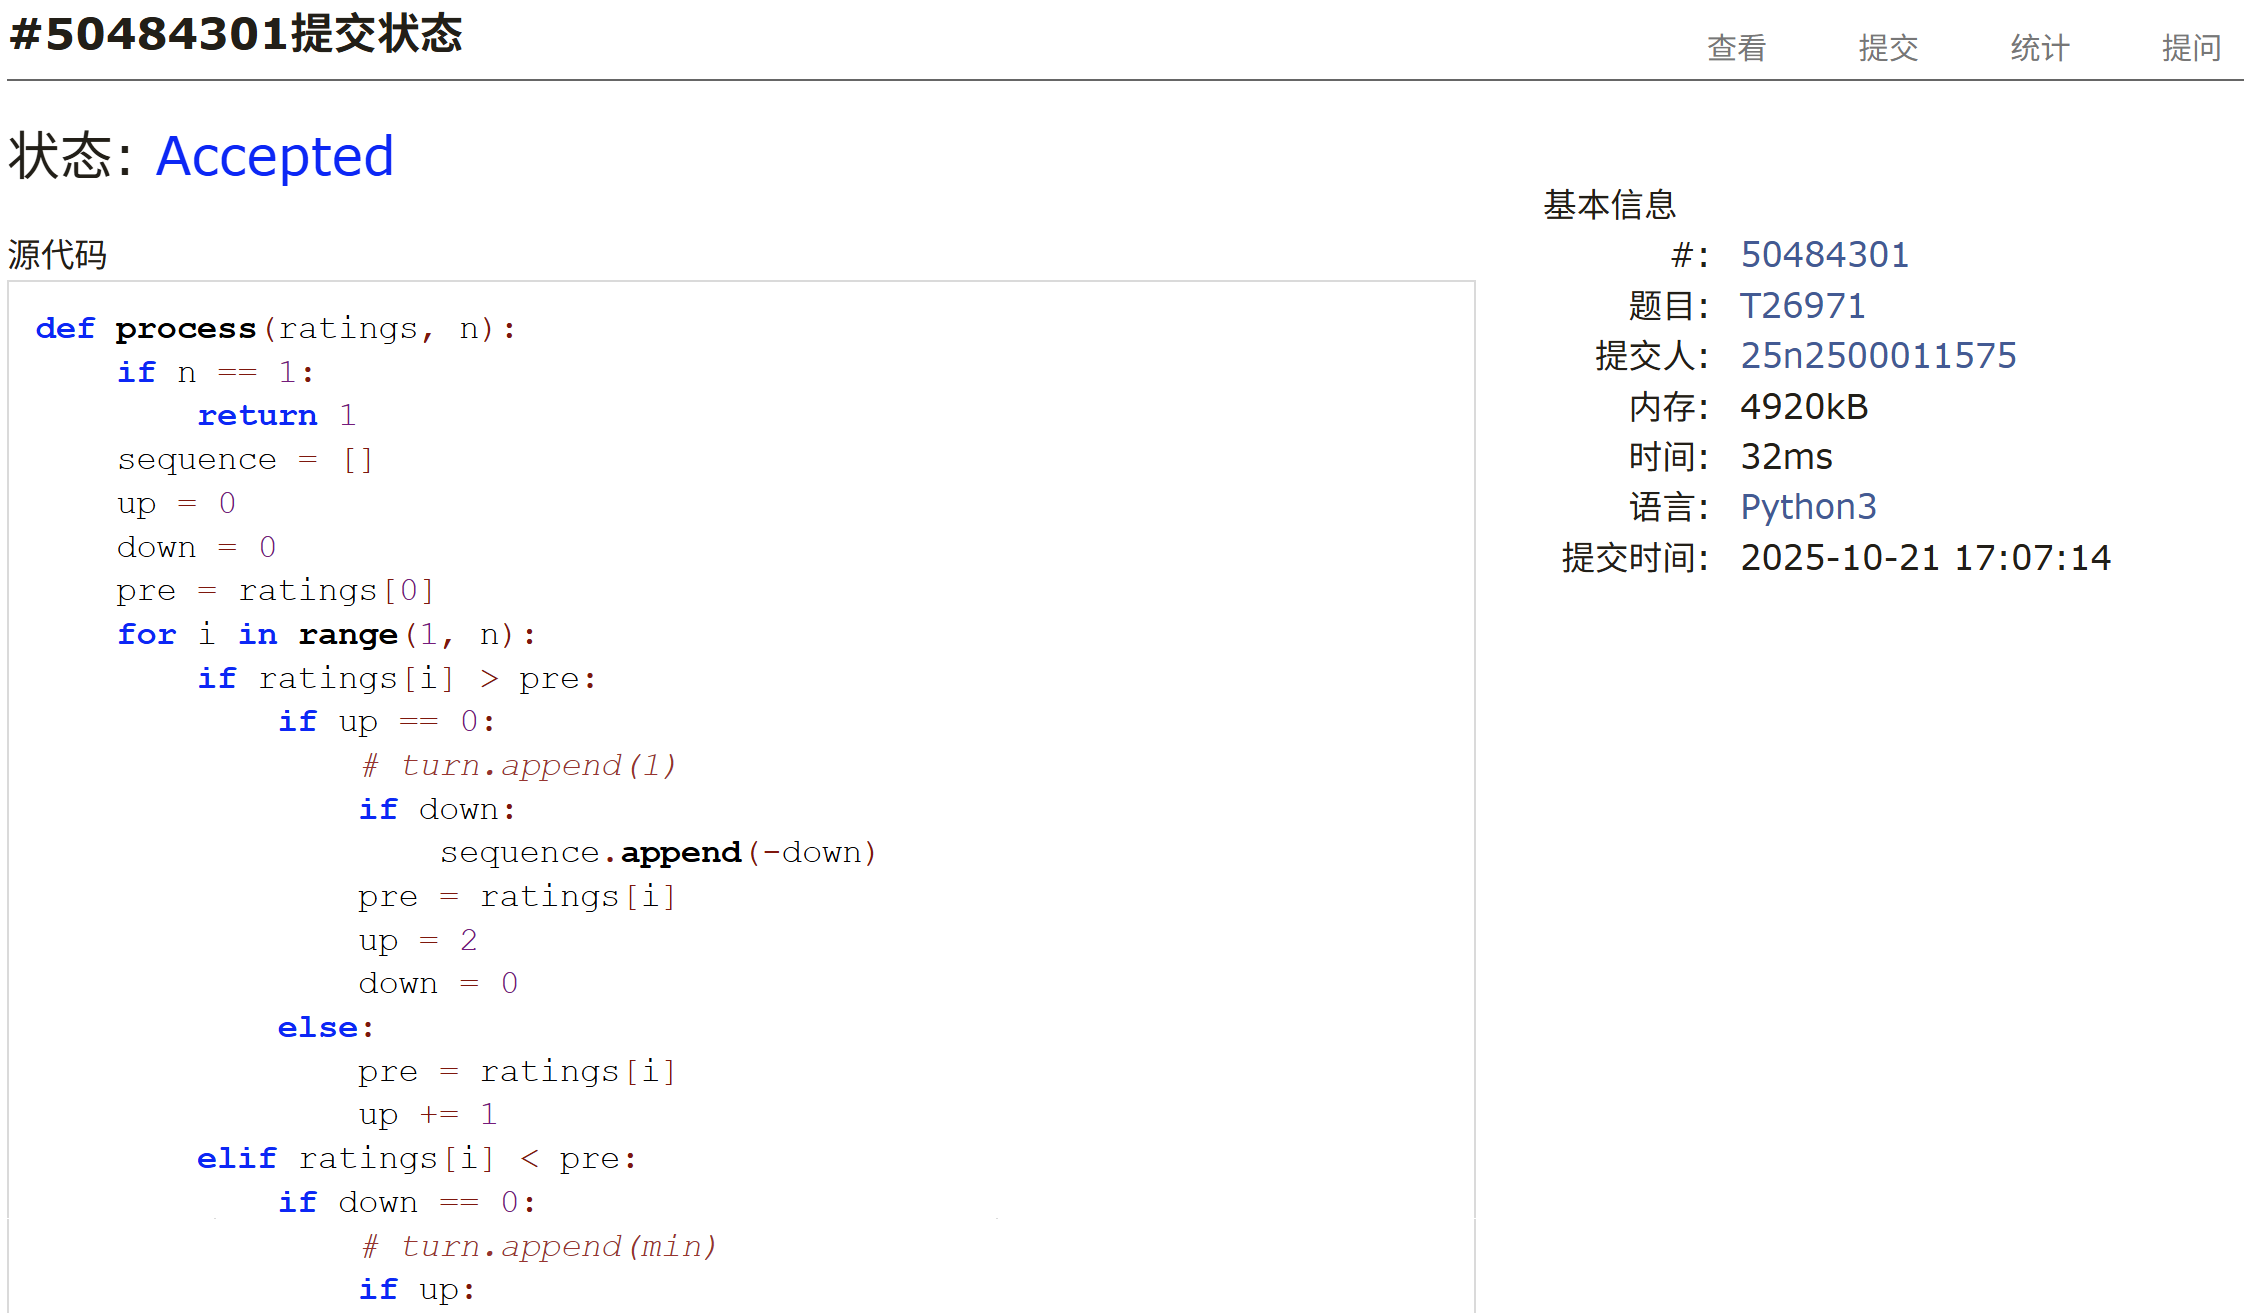 #50484301提交状态
查看 提交 统计 提问
状态: Accepted
源代码
def process(ratings, n):
    if n == 1:
        return 1
    sequence = []
    up = 0
    down = 0
    pre = ratings[0]
    for i in range(1, n):
        if ratings[i] > pre:
            if up == 0:
                # turn.append(1)
                if down:
                    sequence.append(-down)
                pre = ratings[i]
                up = 2
                down = 0
            else:
                pre = ratings[i]
                up += 1
        elif ratings[i] < pre:
            if down == 0:
                # turn.append(min)
                if up:
基本信息
#: 50484301
题目: T26971
提交人: 25n2500011575
内存: 4920kB
时间: 32ms
语言: Python3
提交时间: 2025-10-21 17:07:14